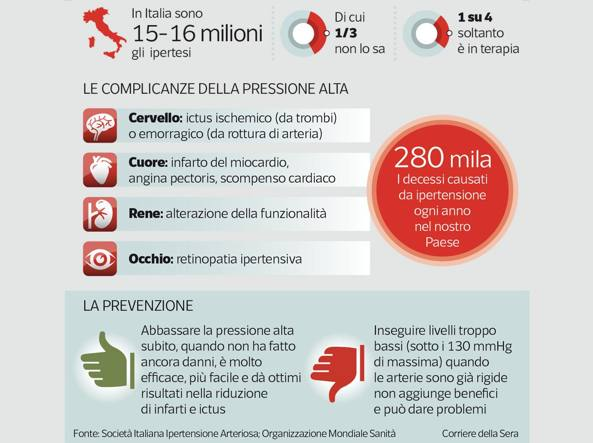 In Italia sono
15-16 milioni
gli ipertesi
Di cui
1/3
non lo sa
1 su 4
soltanto
è in terapia
LE COMPLICANZE DELLA PRESSIONE ALTA
Cervello: ictus ischemico (da trombi)
o emorragico (da rottura di arteria)
Cuore: infarto del miocardio,
angina pectoris, scompenso cardiaco
Rene: alterazione della funzionalità
Occhio: retinopatia ipertensiva
280 mila
I decessi causati
da ipertensione
ogni anno
nel nostro
Paese
LA PREVENZIONE
Abbassare la pressione alta
subito, quando non ha fatto
ancora danni, è molto
efficace, più facile e dà ottimi
risultati nella riduzione
di infarti e ictus
Inseguire livelli troppo
bassi (sotto i 130 mmHg
di massima) quando
le arterie sono già rigide
non aggiunge benefici
e può dare problemi
Fonte: Società Italiana Ipertensione Arteriosa; Organizzazione Mondiale Sanità
Corriere della Sera